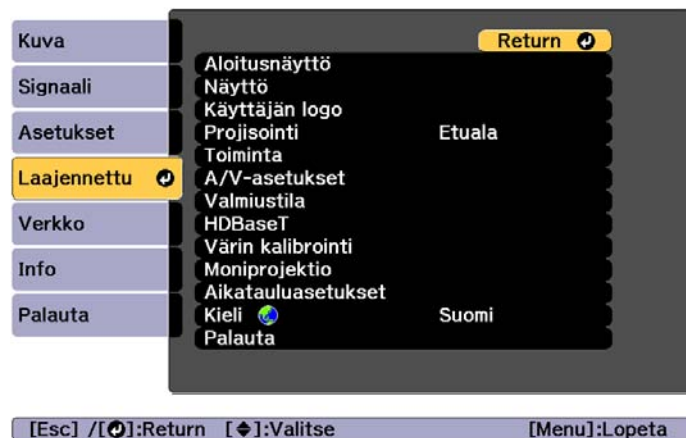 Kuva
Signaali
Asetukset
Laajennettu
Verkko
Info
Palauta
Return
Aloitusnäyttö
Näyttö
Käyttäjän logo
Projisointi Etuala
Toiminta
A/V-asetukset
Valmiustila
HDBaseT
Värin kalibrointi
Moniprojektio
Aikatauluasetukset
Kieli Suomi
Palauta
[Esc] /[ ]:Return [ ]:Valitse [Menu]:Lopeta